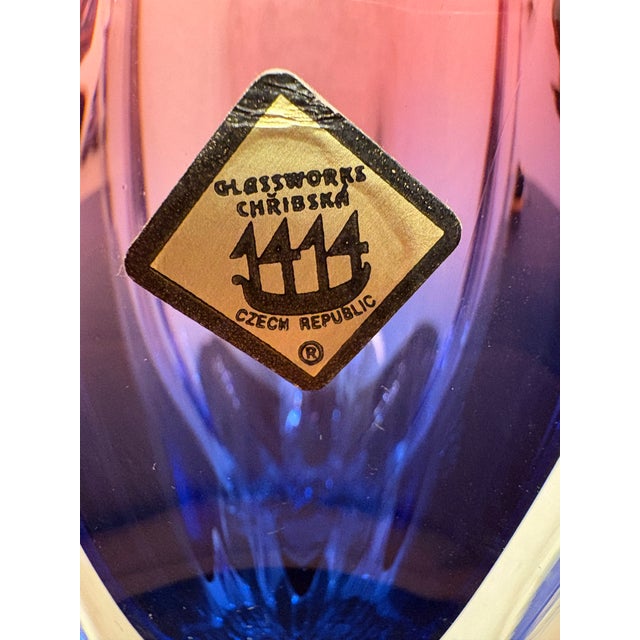 GLASSWORKS
CHŘIBSKÁ
1414
CZECH REPUBLIC
®